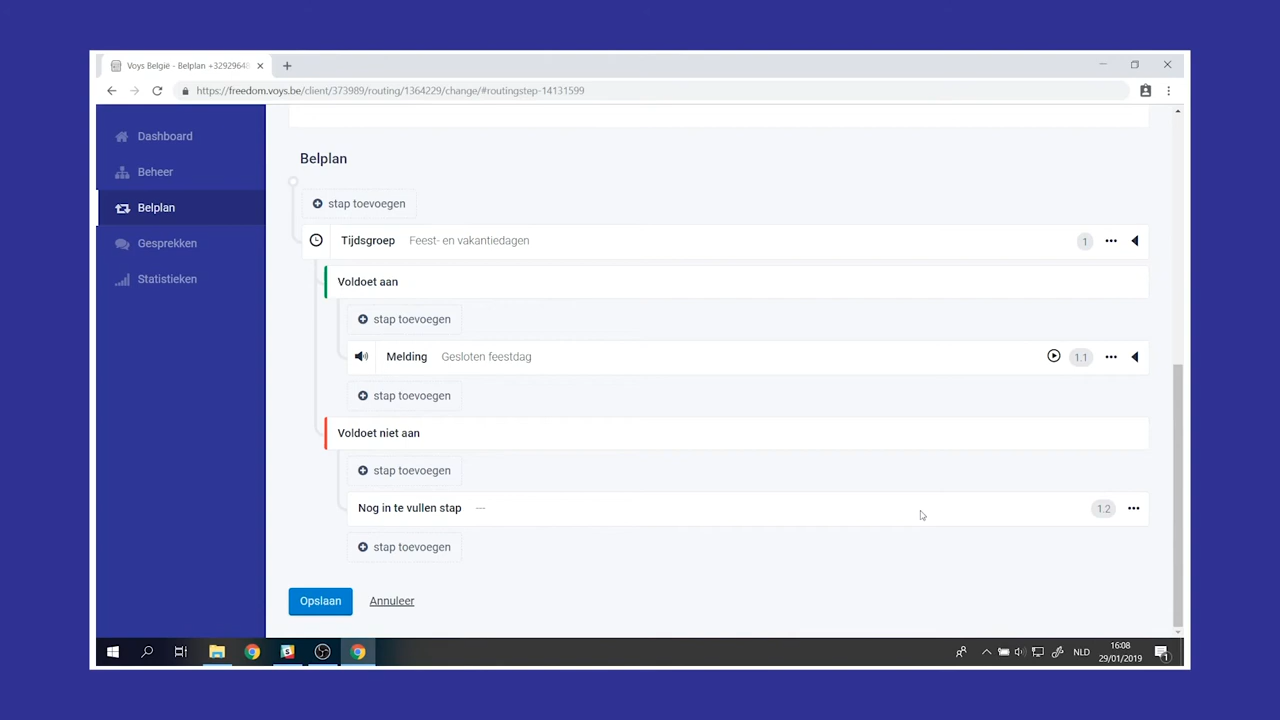 Voys België - Belplan +3292964
https://freedom.voys.be/client/373989/routing/1364229/change/#routingstep-14131599
Dashboard
Beheer
Belplan
Gesprekken
Statistieken
Belplan
stap toevoegen
Tijdsgroep Feest- en vakantiedagen 1
Voldoet aan
stap toevoegen
Melding Gesloten feestdag 1.1
stap toevoegen
Voldoet niet aan
stap toevoegen
Nog in te vullen stap — 1.2
stap toevoegen
Opslaan Annuleer
NLD
16:08
29/01/2019
1